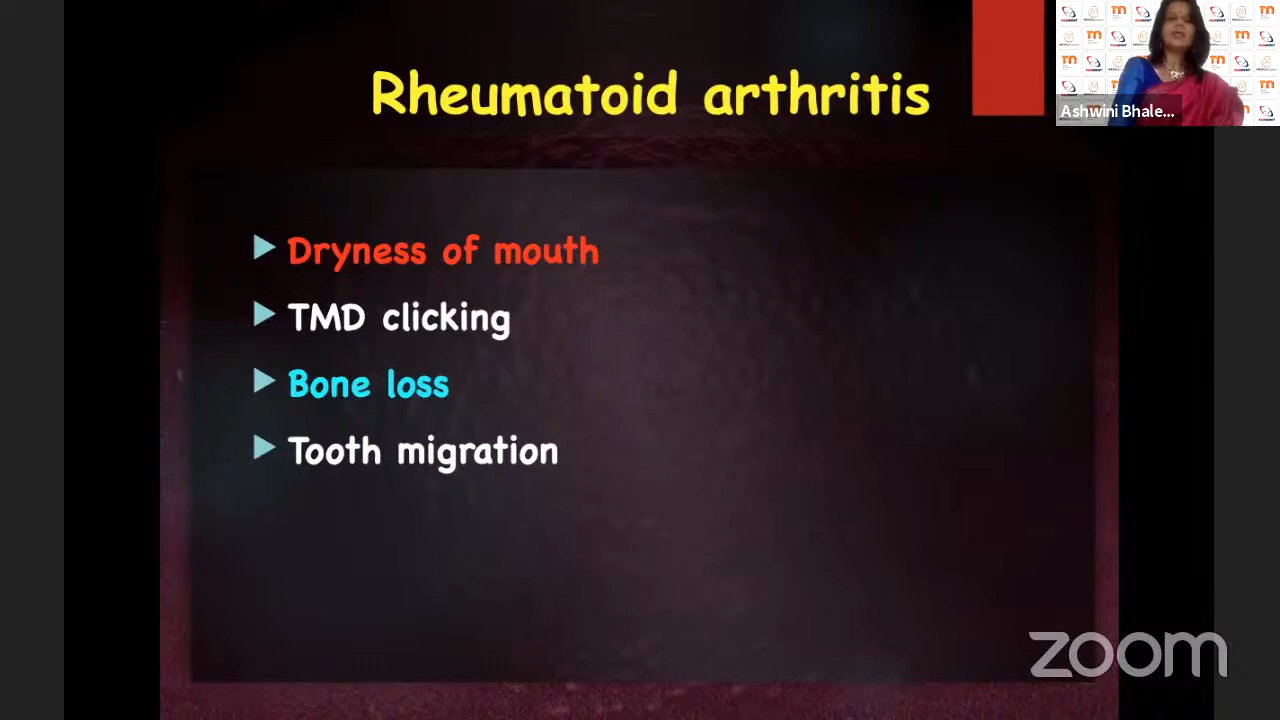 Rheumatoid arthritis
Ashwini Bhale...
Dryness of mouth
TMD clicking
Bone loss
Tooth migration
zoom